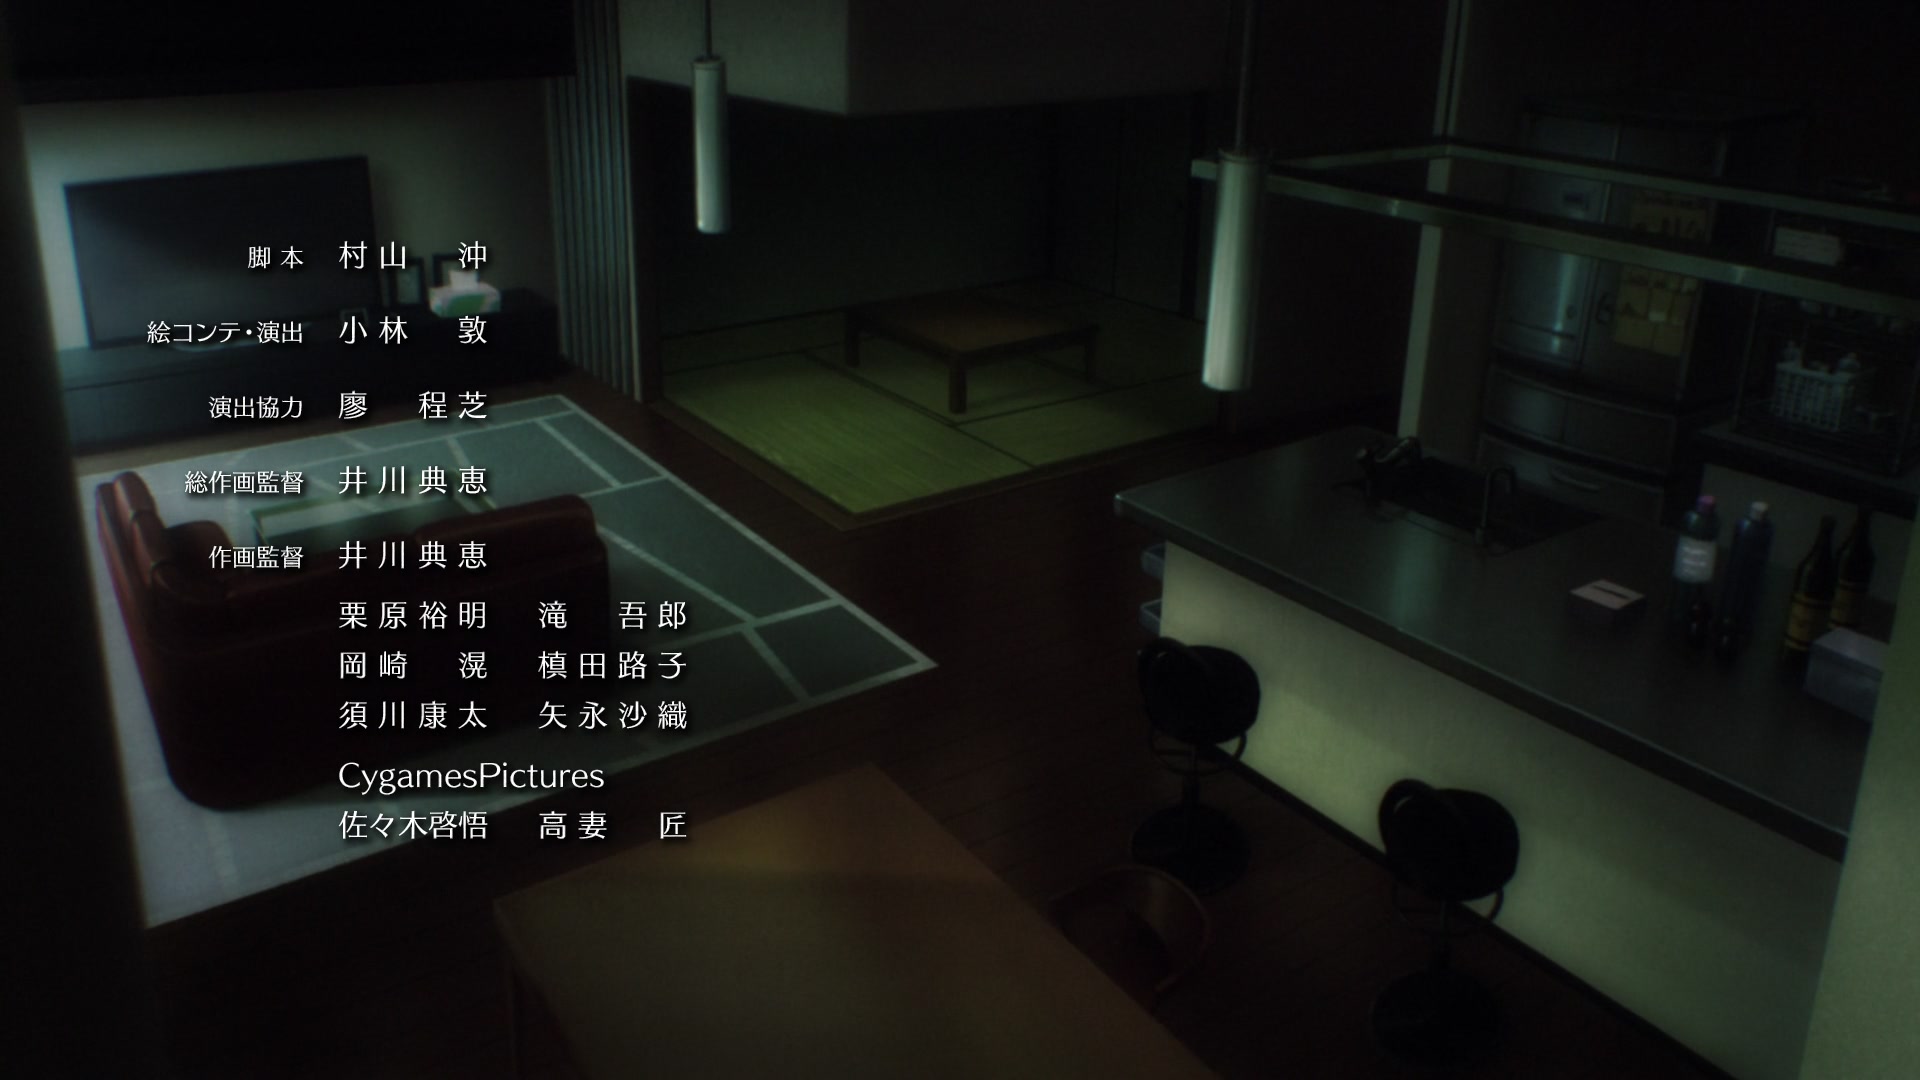 脚本 村山 沖
絵コンテ・演出 小林 敦
演出協力 廖 程芝
総作画監督 井川典恵
作画監督 井川典恵
栗原裕明 滝 吾郎
岡崎 滉 槙田路子
須川康太 矢永沙織
CygamesPictures
佐々木啓悟 高妻 匠